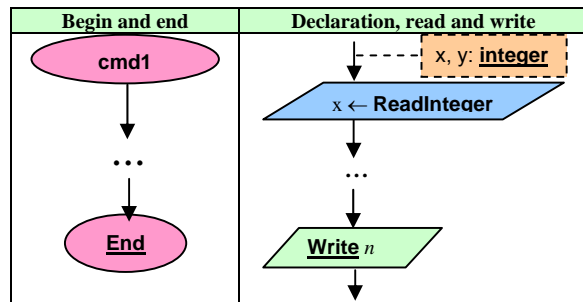 Begin and end
Declaration, read and write
cmd1
...
End
x, y: integer
x ← ReadInteger
...
Write n